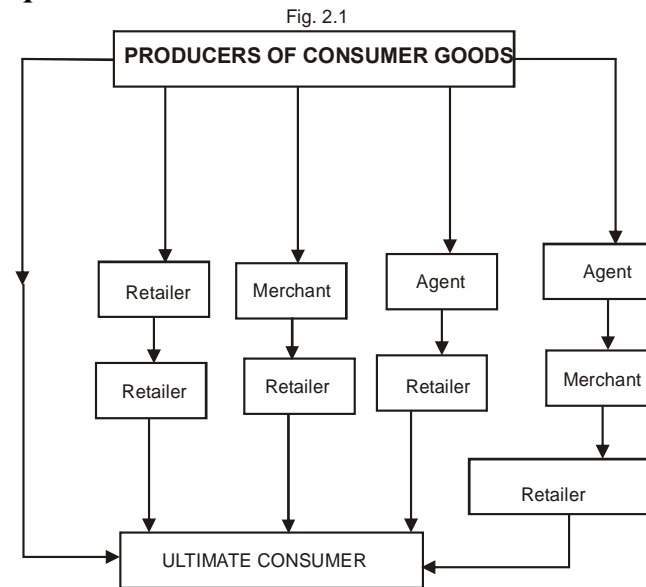 Fig. 2.1
PRODUCERS OF CONSUMER GOODS
Retailer
Merchant
Agent
Agent
Retailer
Retailer
Retailer
Merchant
Retailer
ULTIMATE CONSUMER